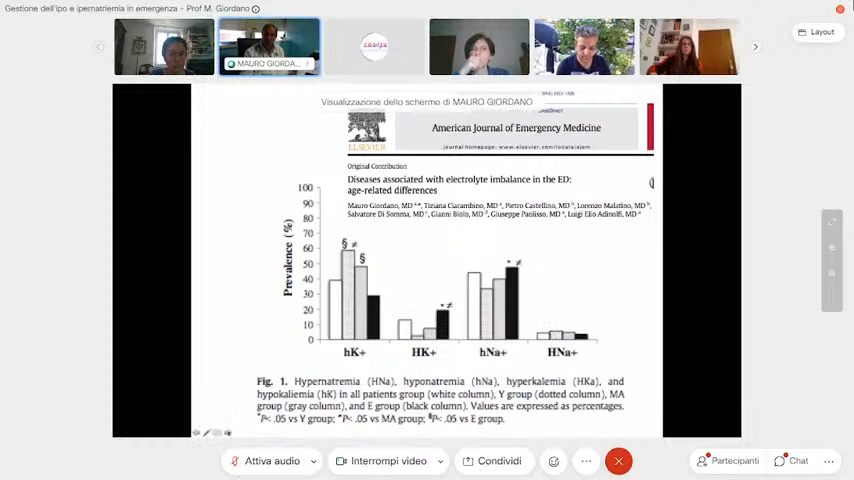 Gestione dell'ipo e ipernatriemia in emergenza - Prof M. Giordano
Layout
MAURO GIORDA...
Visualizzazione dello schermo di MAURO GIORDANO
ELSEVIER
American Journal of Emergency Medicine
journal homepage: www.elsevier.com/locate/ajem
Original Contribution
Diseases associated with electrolyte imbalance in the ED:
age-related differences
Mauro Giordano, MD a,*, Tiziana Ciarambino, MD a, Pietro Castellino, MD b, Lorenzo Malatino, MD b,
Salvatore Di Somma, MD c, Gianni Biolo, MD d, Giuseppe Paolisso, MD a, Luigi Elio Adinolfi, MD a
Prevalence (%)
100
90
80
70
60
50
40
30
20
10
0
§ ≠
§
* ≠
* ≠
hK+ HK+ hNa+ HNa+
Fig. 1. Hypernatremia (HNa), hyponatremia (hNa), hyperkalemia (HKa), and
hypokaliemia (hK) in all patients group (white column), Y group (dotted column), MA
group (gray column), and E group (black column). Values are expressed as percentages.
*P< .05 vs Y group; ≠P< .05 vs MA group; §P< .05 vs E group.
Attiva audio
Interrompi video
Condividi
Partecipanti
Chat